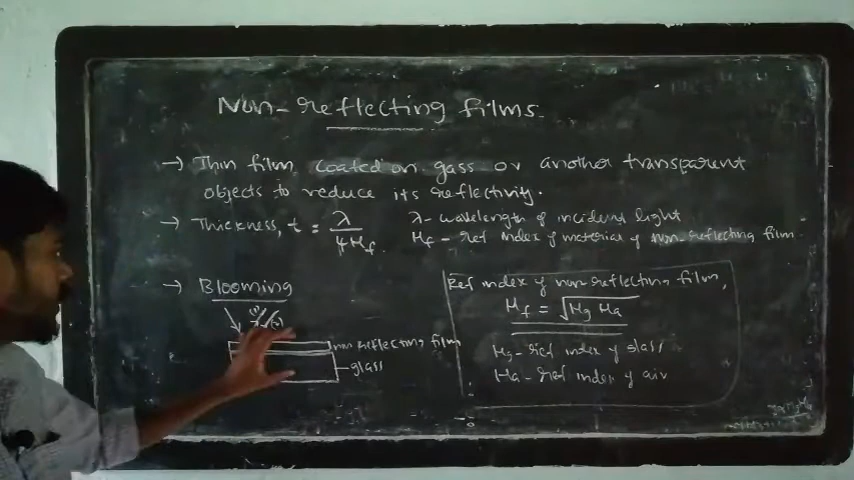 Non-reflecting films.
→ Thin film coated on gass or another transparent
objects to reduce its reflectivity.
→ Thickness, t = λ / 4μf
λ - wavelength of incident light
μf - ref index of material of non-reflecting film.
→ Blooming
(1) (2)
non reflecting film
glass
Ref index of non-reflecting film,
μf = √μg μa
μg - ref index of glass
μa - ref index of air